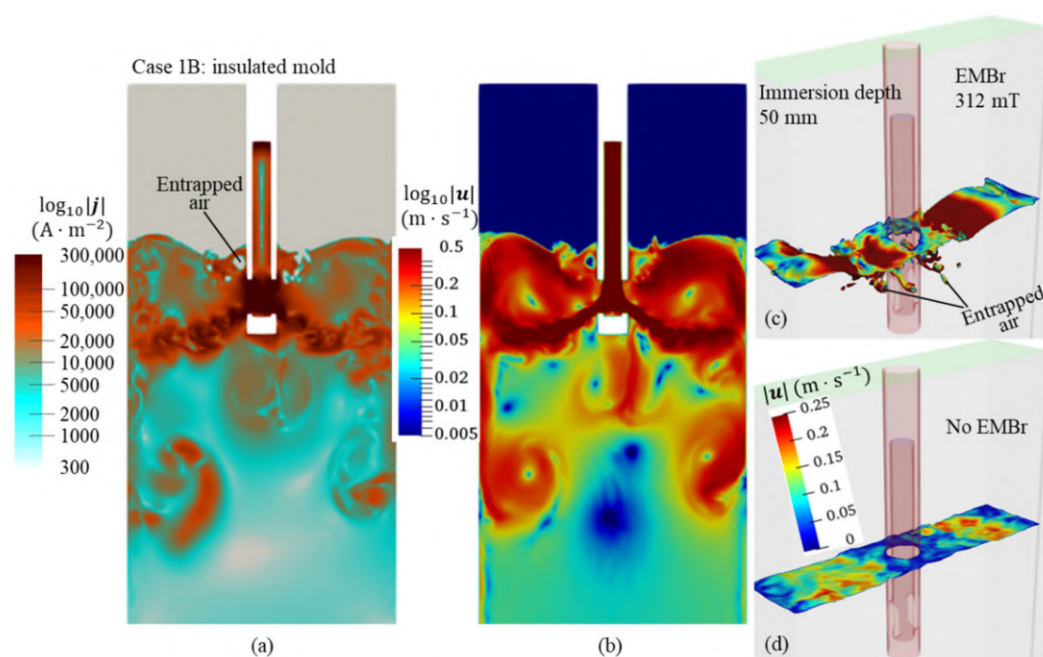 Case 1B: insulated mold
Entrapped
air
log₁₀|j|
(A · m⁻²)
300,000
100,000
50,000
20,000
10,000
5000
2000
1000
300
(a)
log₁₀|u|
(m · s⁻¹)
0.5
0.2
0.1
0.05
0.02
0.01
0.005
(b)
Immersion depth
50 mm
EMBr
312 mT
Entrapped
air
(c)
|u| (m · s⁻¹)
0.25
0.2
0.15
0.1
0.05
0
No EMBr
(d)